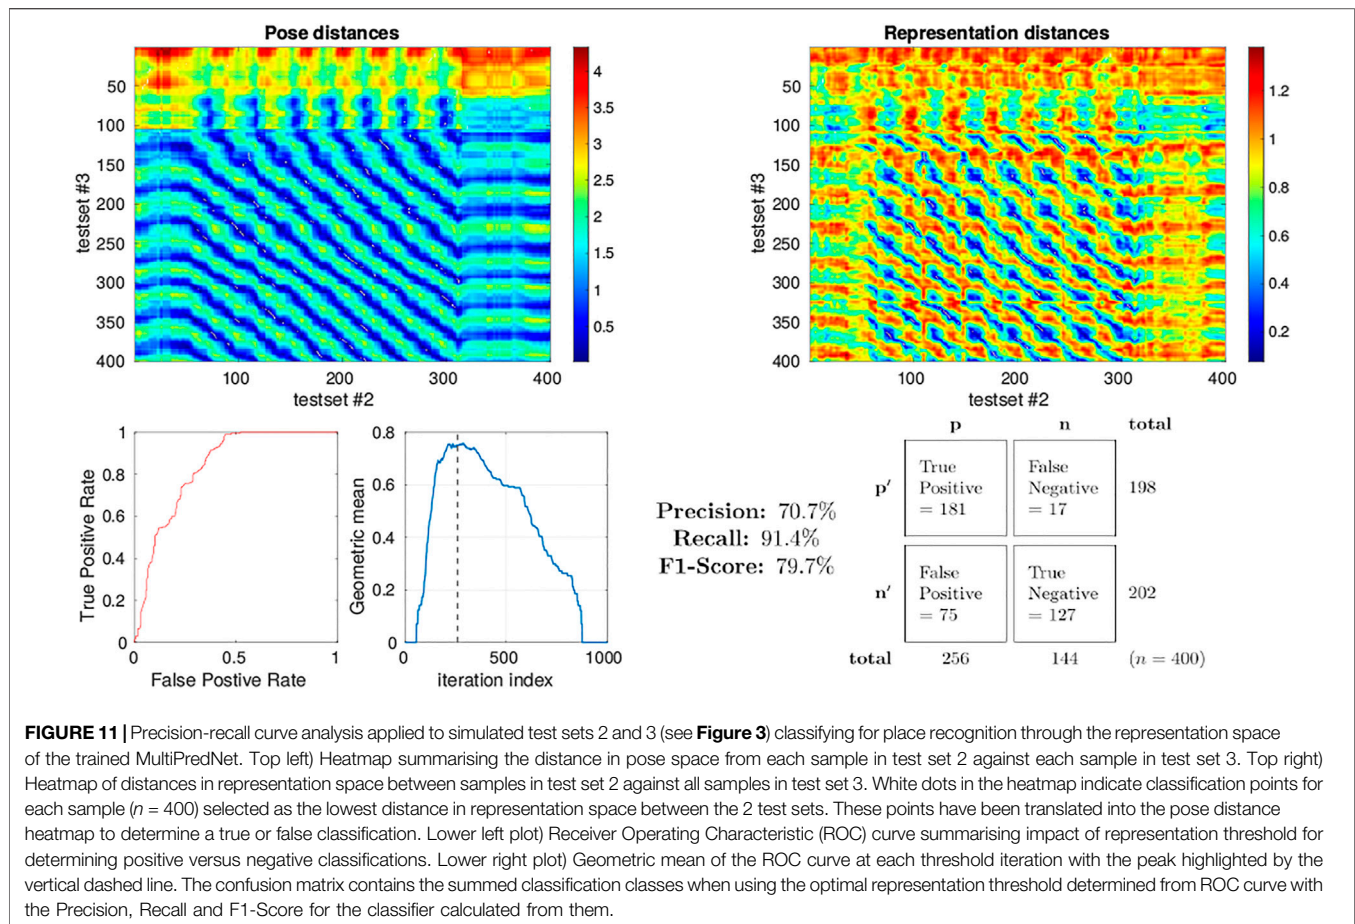 Pose distances
50
100
150
200
250
300
350
400
testset #3
100
200
300
400
testset #2
4
3.5
3
2.5
2
1.5
1
0.5
Representation distances
50
100
150
200
250
300
350
400
testset #3
100
200
300
400
testset #2
1.2
1
0.8
0.6
0.4
0.2
1
0.8
0.6
0.4
0.2
0
True Positive Rate
0
0.5
1
False Postive Rate
0.8
0.6
0.4
0.2
0
Geometric mean
0
500
1000
iteration index
Precision: 70.7%
Recall: 91.4%
F1-Score: 79.7%
p n total
p′
True
Positive
= 181
False
Negative
= 17
198
n′
False
Positive
= 75
True
Negative
= 127
202
total 256 144 (n = 400)
FIGURE 11 | Precision-recall curve analysis applied to simulated test sets 2 and 3 (see Figure 3) classifying for place recognition through the representation space
of the trained MultiPredNet. Top left) Heatmap summarising the distance in pose space from each sample in test set 2 against each sample in test set 3. Top right)
Heatmap of distances in representation space between samples in test set 2 against all samples in test set 3. White dots in the heatmap indicate classification points for
each sample (n = 400) selected as the lowest distance in representation space between the 2 test sets. These points have been translated into the pose distance
heatmap to determine a true or false classification. Lower left plot) Receiver Operating Characteristic (ROC) curve summarising impact of representation threshold for
determining positive versus negative classifications. Lower right plot) Geometric mean of the ROC curve at each threshold iteration with the peak highlighted by the
vertical dashed line. The confusion matrix contains the summed classification classes when using the optimal representation threshold determined from ROC curve with
the Precision, Recall and F1-Score for the classifier calculated from them.